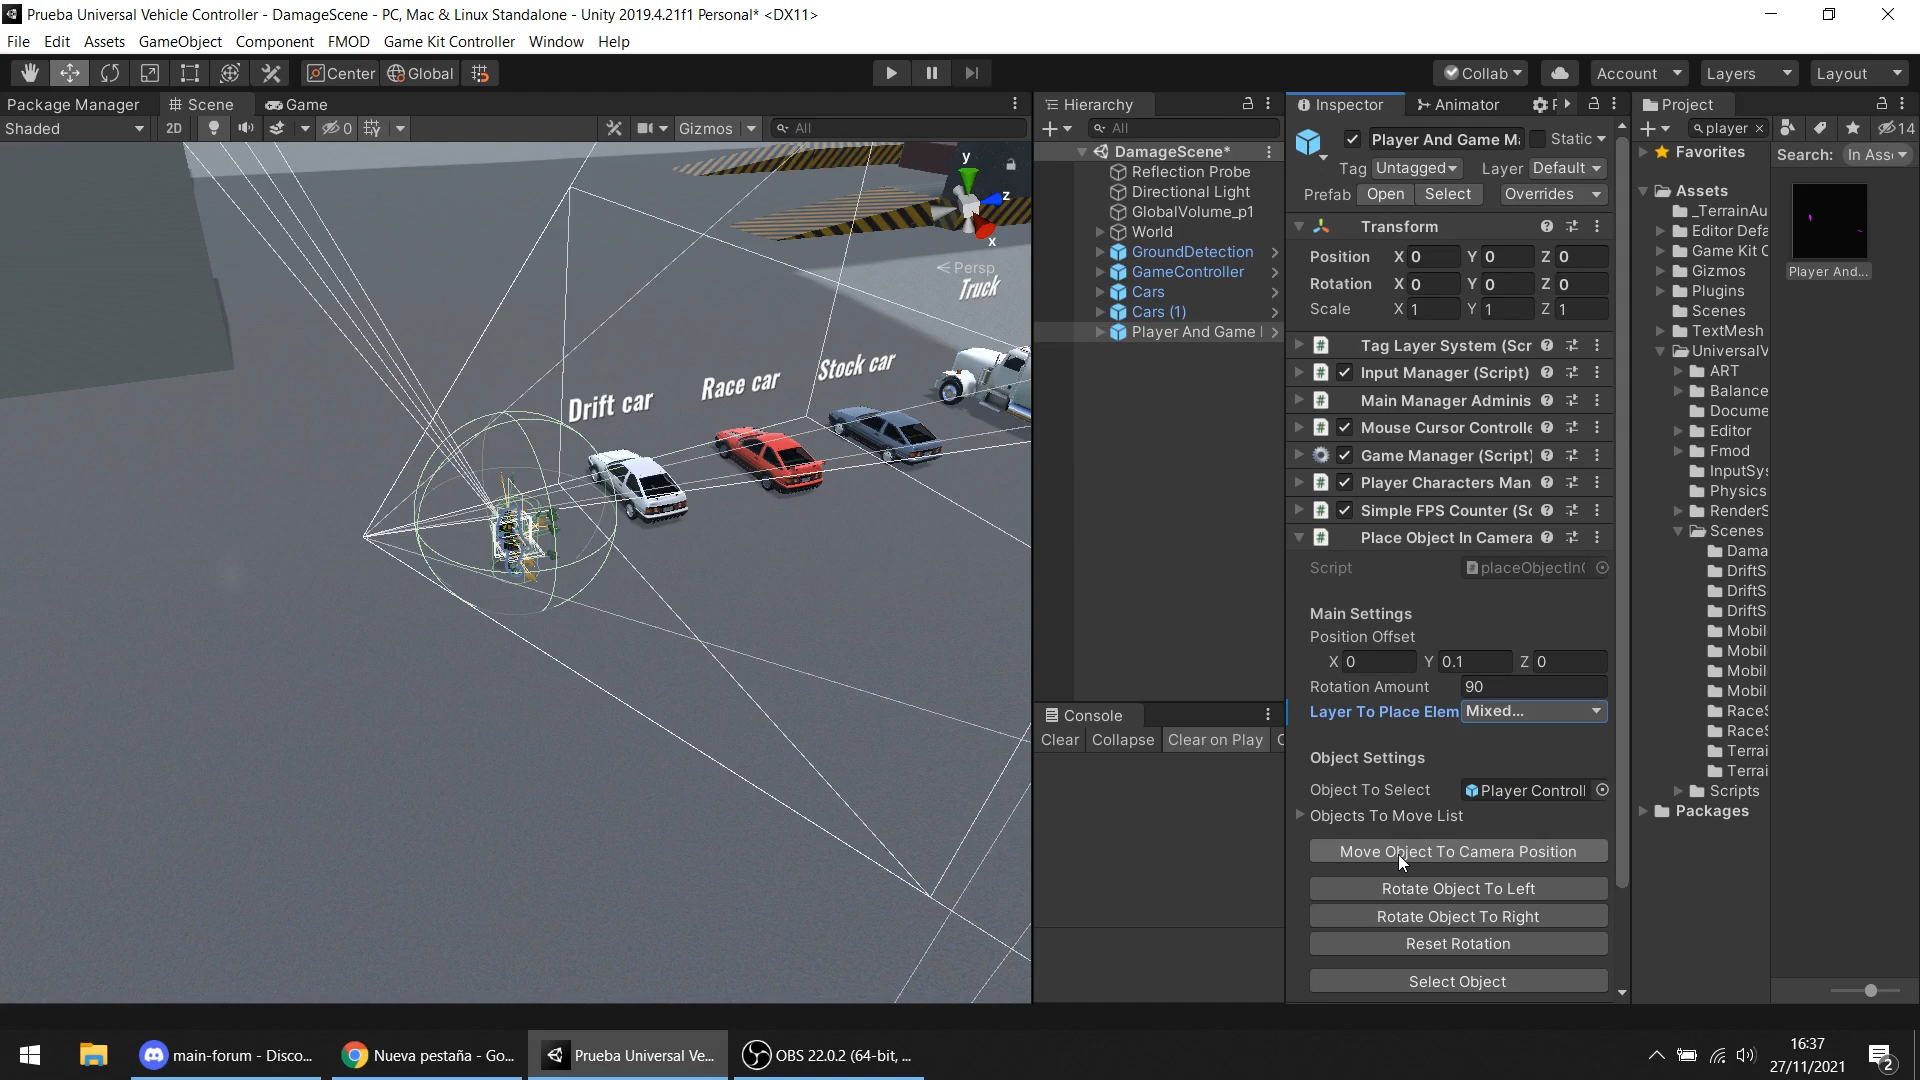 Prueba Universal Vehicle Controller - DamageScene - PC, Mac & Linux Standalone - Unity 2019.4.21f1 Personal* <DX11>
File Edit Assets GameObject Component FMOD Game Kit Controller Window Help
Center Global Collab Account Layers Layout
Package Manager Scene Game
Shaded 2D 0 Gizmos All
y
z
x
Persp
Truck
Stock car
Race car
Drift car
Hierarchy
All
DamageScene*
Reflection Probe
Directional Light
GlobalVolume_p1
World
GroundDetection
GameController
Cars
Cars (1)
Player And Game
Console
Clear Collapse Clear on Play
Inspector Animator
Player And Game M Static
Tag Untagged Layer Default
Prefab Open Select Overrides
Transform
Position X 0 Y 0 Z 0
Rotation X 0 Y 0 Z 0
Scale X 1 Y 1 Z 1
Tag Layer System (Scr
Input Manager (Script)
Main Manager Adminis
Mouse Cursor Controlle
Game Manager (Script)
Player Characters Man
Simple FPS Counter (Sc
Place Object In Camera
Script placeObjectInC
Main Settings
Position Offset
X 0 Y 0.1 Z 0
Rotation Amount 90
Layer To Place Elem Mixed...
Object Settings
Object To Select Player Controll
Objects To Move List
Move Object To Camera Position
Rotate Object To Left
Rotate Object To Right
Reset Rotation
Select Object
Project
player 14
Favorites
Search: In Ass
Assets
_TerrainAu
Editor Defa
Game Kit C
Gizmos
Plugins
Scenes
TextMesh
UniversalV
ART
Balance
Docume
Editor
Fmod
InputSys
Physics
RenderS
Scenes
Dama
DriftS
DriftS
DriftS
Mobil
Mobil
Mobil
Mobil
RaceS
RaceS
Terrai
Terrai
Scripts
Packages
Player And...
main-forum - Disco...
Nueva pestaña - Go...
Prueba Universal Ve...
OBS 22.0.2 (64-bit, ...
16:37
27/11/2021
2